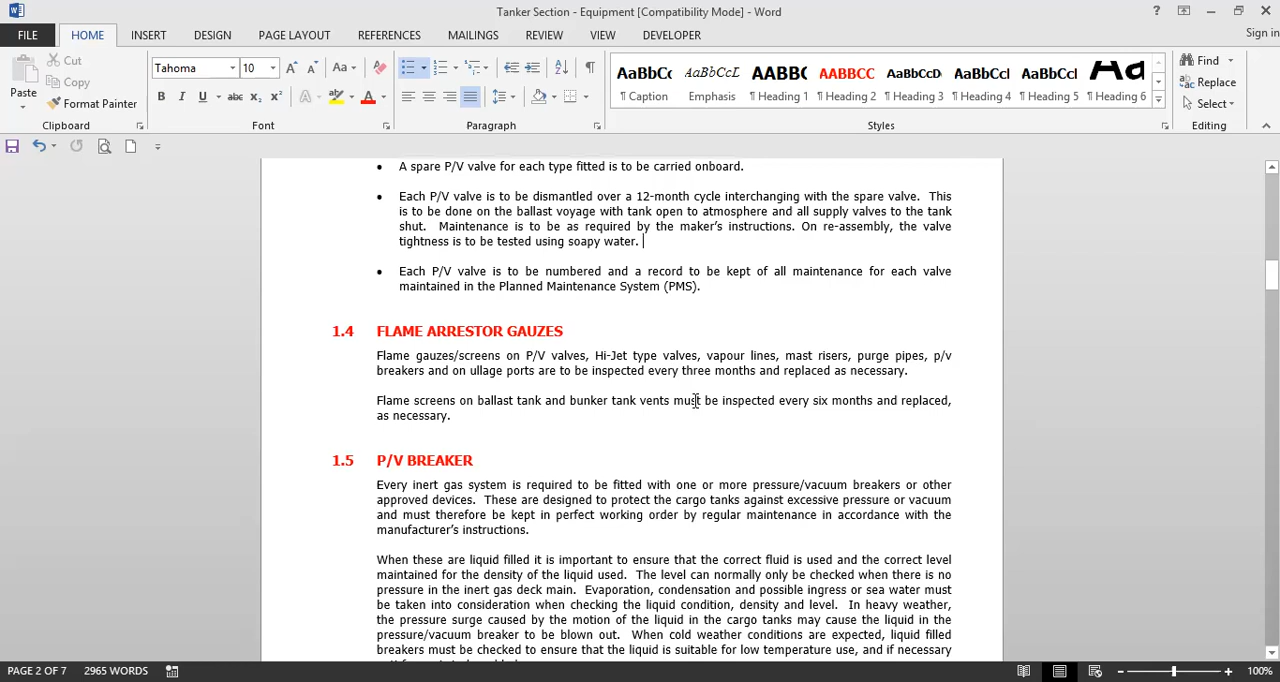 Tanker Section - Equipment [Compatibility Mode] - Word
Sign in
FILE HOME INSERT DESIGN PAGE LAYOUT REFERENCES MAILINGS REVIEW VIEW DEVELOPER
Paste
Cut
Copy
Format Painter
Clipboard
Tahoma 10
Font
Paragraph
AaBbCc AaBbCcL AABBC AABBCC AaBbCcD AaBbCcI AaBbCcI Aa
¶ Caption Emphasis ¶ Heading 1 ¶ Heading 2 ¶ Heading 3 ¶ Heading 4 ¶ Heading 5 ¶ Heading 6
Styles
Find
Replace
Select
Editing
• A spare P/V valve for each type fitted is to be carried onboard.
• Each P/V valve is to be dismantled over a 12-month cycle interchanging with the spare valve. This
is to be done on the ballast voyage with tank open to atmosphere and all supply valves to the tank
shut. Maintenance is to be as required by the maker's instructions. On re-assembly, the valve
tightness is to be tested using soapy water.
• Each P/V valve is to be numbered and a record to be kept of all maintenance for each valve
maintained in the Planned Maintenance System (PMS).
1.4 FLAME ARRESTOR GAUZES
Flame gauzes/screens on P/V valves, Hi-Jet type valves, vapour lines, mast risers, purge pipes, p/v
breakers and on ullage ports are to be inspected every three months and replaced as necessary.
Flame screens on ballast tank and bunker tank vents must be inspected every six months and replaced,
as necessary.
1.5 P/V BREAKER
Every inert gas system is required to be fitted with one or more pressure/vacuum breakers or other
approved devices. These are designed to protect the cargo tanks against excessive pressure or vacuum
and must therefore be kept in perfect working order by regular maintenance in accordance with the
manufacturer's instructions.
When these are liquid filled it is important to ensure that the correct fluid is used and the correct level
maintained for the density of the liquid used. The level can normally only be checked when there is no
pressure in the inert gas deck main. Evaporation, condensation and possible ingress or sea water must
be taken into consideration when checking the liquid condition, density and level. In heavy weather,
the pressure surge caused by the motion of the liquid in the cargo tanks may cause the liquid in the
pressure/vacuum breaker to be blown out. When cold weather conditions are expected, liquid filled
breakers must be checked to ensure that the liquid is suitable for low temperature use, and if necessary
PAGE 2 OF 7 2965 WORDS
100%